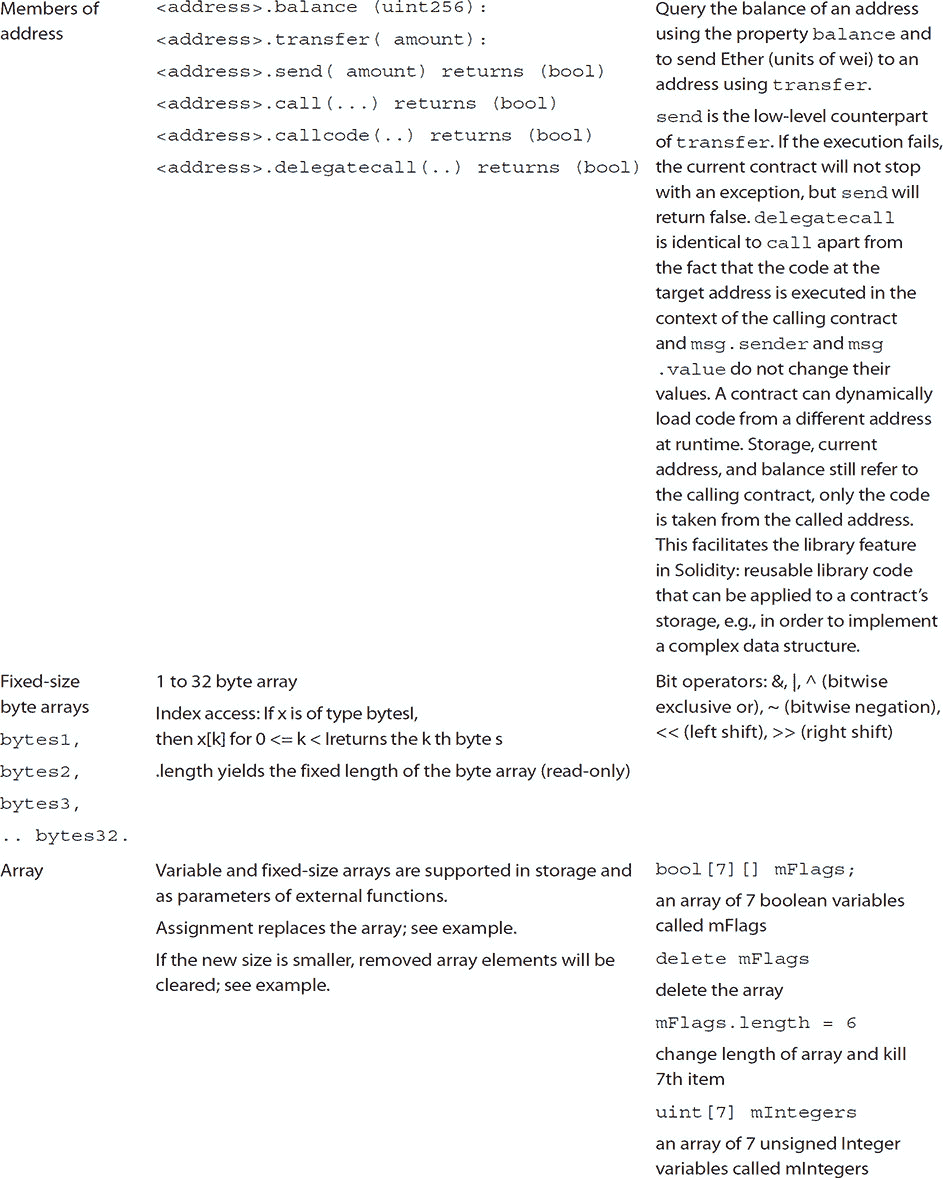 Members of
address
<address>.balance (uint256):
<address>.transfer( amount):
<address>.send( amount) returns (bool)
<address>.call(...) returns (bool)
<address>.callcode(..) returns (bool)
<address>.delegatecall(..) returns (bool)
Query the balance of an address
using the property balance and
to send Ether (units of wei) to an
address using transfer.
send is the low-level counterpart
of transfer. If the execution fails,
the current contract will not stop
with an exception, but send will
return false. delegatecall
is identical to call apart from
the fact that the code at the
target address is executed in the
context of the calling contract
and msg.sender and msg
.value do not change their
values. A contract can dynamically
load code from a different address
at runtime. Storage, current
address, and balance still refer to
the calling contract, only the code
is taken from the called address.
This facilitates the library feature
in Solidity: reusable library code
that can be applied to a contract's
storage, e.g., in order to implement
a complex data structure.
Fixed-size
byte arrays
bytes1,
bytes2,
bytes3,
.. bytes32.
1 to 32 byte array
Index access: If x is of type bytesI,
then x[k] for 0 <= k < Ireturns the k th byte s
.length yields the fixed length of the byte array (read-only)
Bit operators: &, |, ^ (bitwise
exclusive or), ~ (bitwise negation),
<< (left shift), >> (right shift)
Array
Variable and fixed-size arrays are supported in storage and
as parameters of external functions.
Assignment replaces the array; see example.
If the new size is smaller, removed array elements will be
cleared; see example.
bool[7][] mFlags;
an array of 7 boolean variables
called mFlags
delete mFlags
delete the array
mFlags.length = 6
change length of array and kill
7th item
uint[7] mIntegers
an array of 7 unsigned Integer
variables called mIntegers